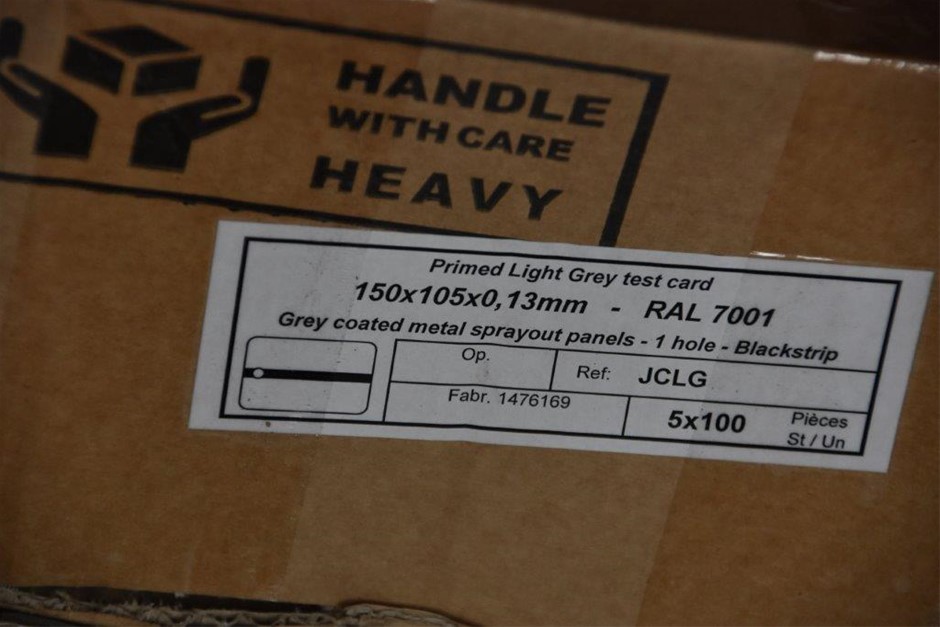 HANDLE
WITH CARE
HEAVY
Primed Light Grey test card
150x105x0,13mm - RAL 7001
Grey coated metal sprayout panels - 1 hole - Blackstrip
Op.
Ref: JCLG
Fabr. 1476169
5x100
Pièces
St / Un